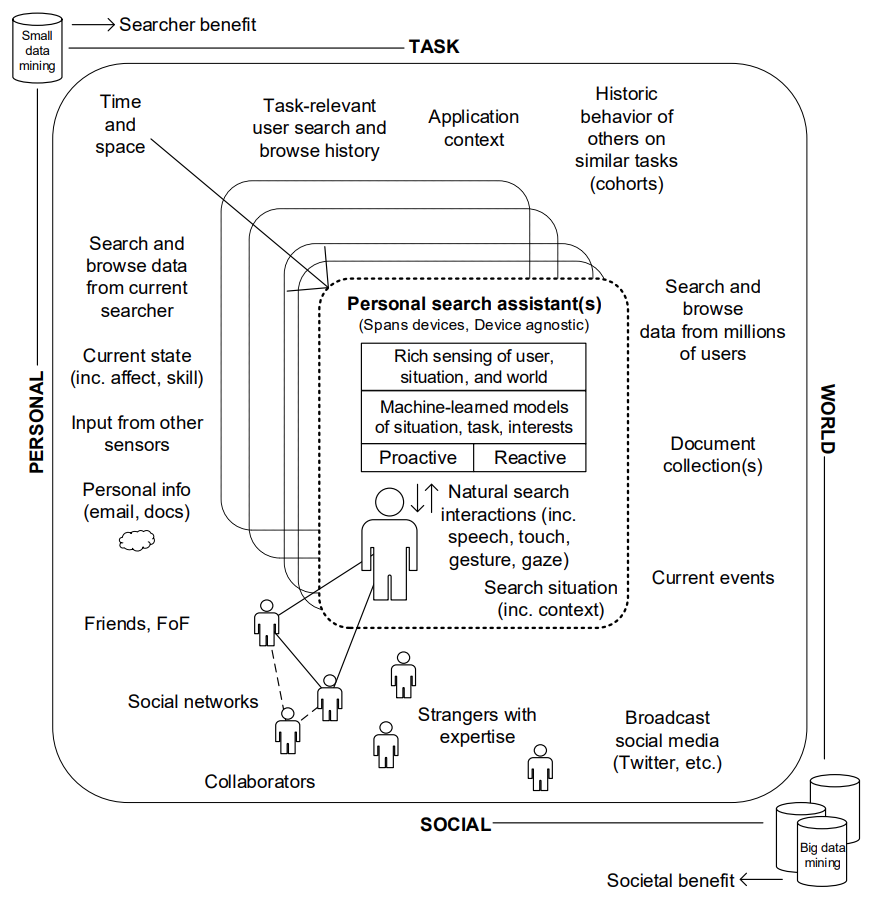 Small
data
mining
Searcher benefit
TASK
Time
and
space
Task-relevant
user search and
browse history
Application
context
Historic
behavior of
others on
similar tasks
(cohorts)
Search and
browse data
from current
searcher
Current state
(inc. affect, skill)
Input from other
sensors
Personal info
(email, docs)
PERSONAL
Personal search assistant(s)
(Spans devices, Device agnostic)
Rich sensing of user,
situation, and world
Machine-learned models
of situation, task, interests
Proactive
Reactive
Natural search
interactions (inc.
speech, touch,
gesture, gaze)
Search situation
(inc. context)
Search and
browse
data from millions
of users
WORLD
Document
collection(s)
Current events
Friends, FoF
Social networks
Collaborators
Strangers with
expertise
Broadcast
social media
(Twitter, etc.)
SOCIAL
Big data
mining
Societal benefit